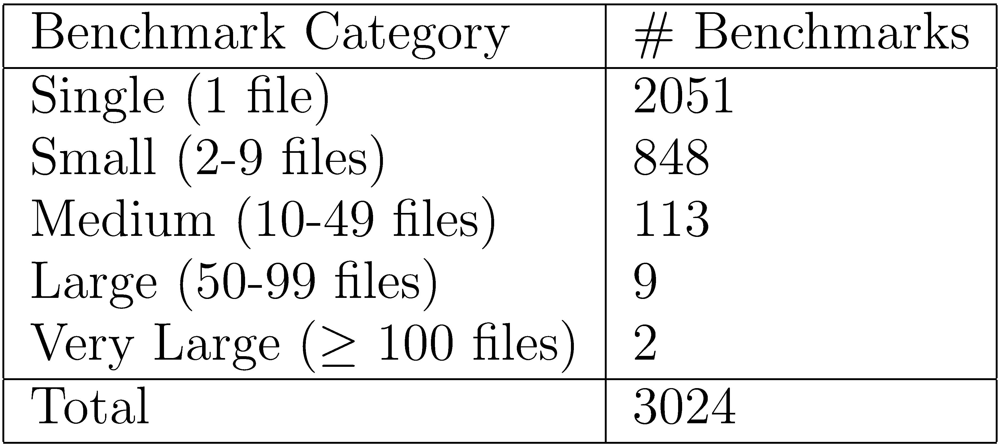 Benchmark Category # Benchmarks
Single (1 file) 2051
Small (2-9 files) 848
Medium (10-49 files) 113
Large (50-99 files) 9
Very Large (≥ 100 files) 2
Total 3024